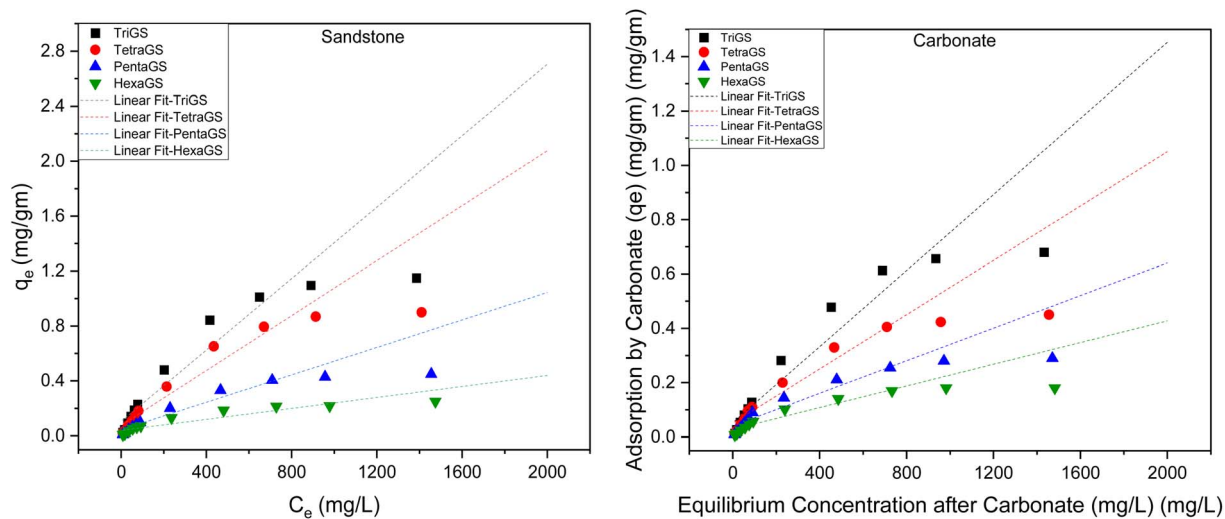 Sandstone
TriGS
TetraGS
PentaGS
HexaGS
Linear Fit-TriGS
Linear Fit-TetraGS
Linear Fit-PentaGS
Linear Fit-HexaGS
2.8
2.4
2.0
1.6
1.2
0.8
0.4
0.0
qe (mg/gm)
0 400 800 1200 1600 2000
Ce (mg/L)
Carbonate
TriGS
TetraGS
PentaGS
HexaGS
Linear Fit-TriGS
Linear Fit-TetraGS
Linear Fit-PentaGS
Linear Fit-HexaGS
1.4
1.2
1.0
0.8
0.6
0.4
0.2
0.0
Adsorption by Carbonate (qe) (mg/gm) (mg/gm)
0 400 800 1200 1600 2000
Equilibrium Concentration after Carbonate (mg/L) (mg/L)